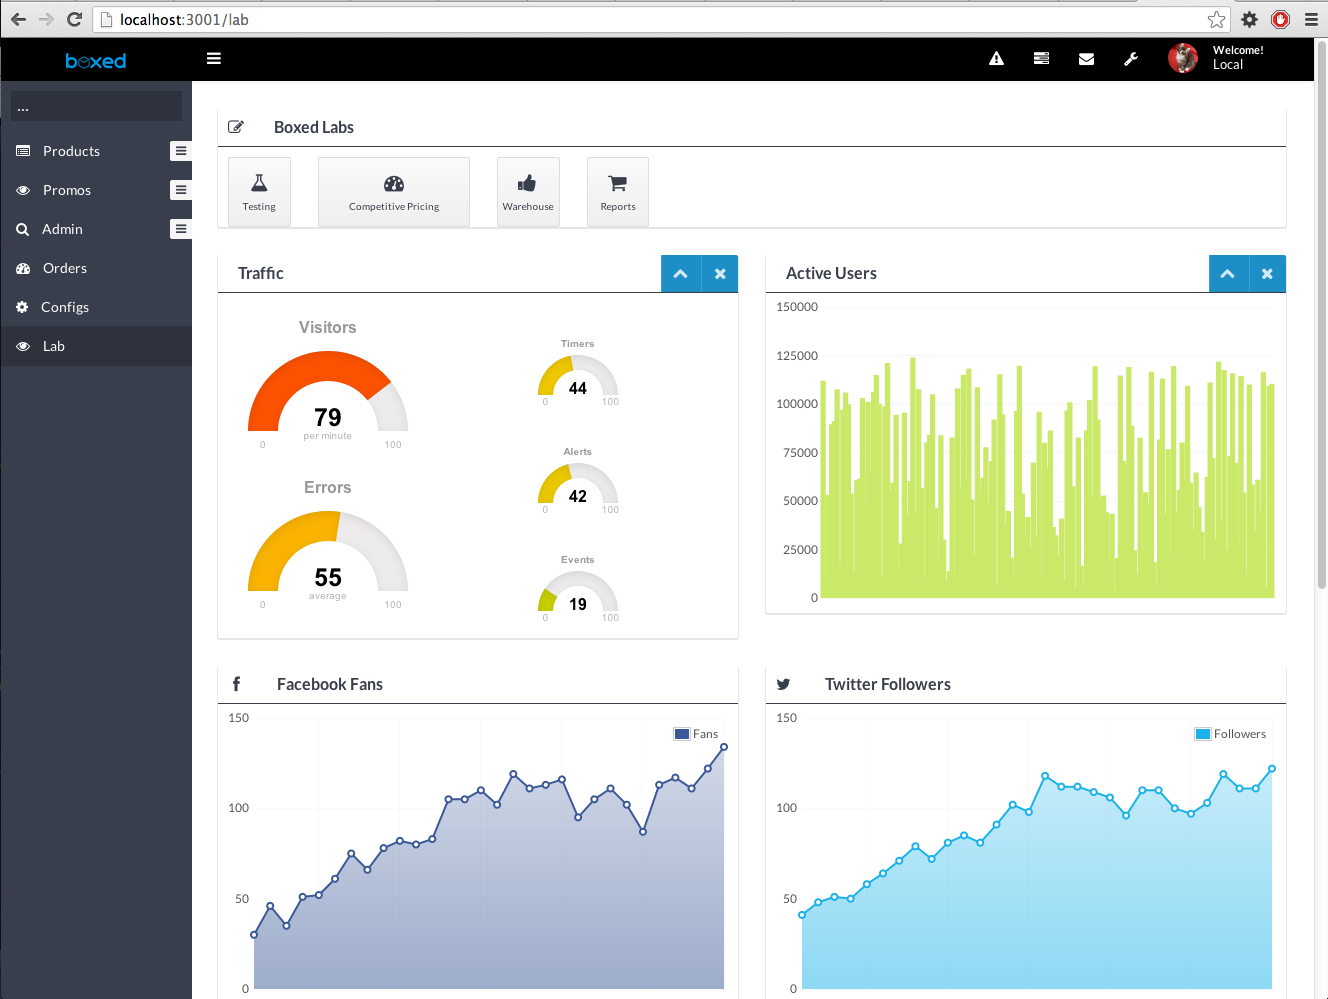 localhost:3001/lab
boxed
Welcome!
Local
...
Products
Promos
Admin
Orders
Configs
Lab
Boxed Labs
Testing
Competitive Pricing
Warehouse
Reports
Traffic
Visitors
79
per minute
0
100
Errors
55
average
0
100
Timers
44
0
100
Alerts
42
0
100
Events
19
0
100
Active Users
150000
125000
100000
75000
50000
25000
0
Facebook Fans
150
Fans
100
50
0
Twitter Followers
150
Followers
100
50
0